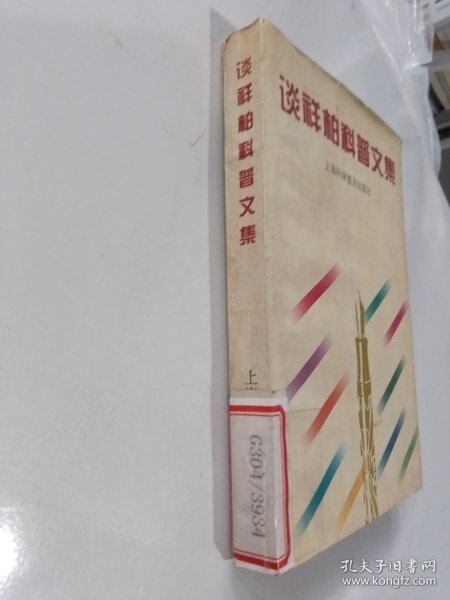 谈祥柏科普文集
上
G304/3934
谈祥柏科普文集
上海科学普及出版社
孔夫子旧书网
www.kongfz.com